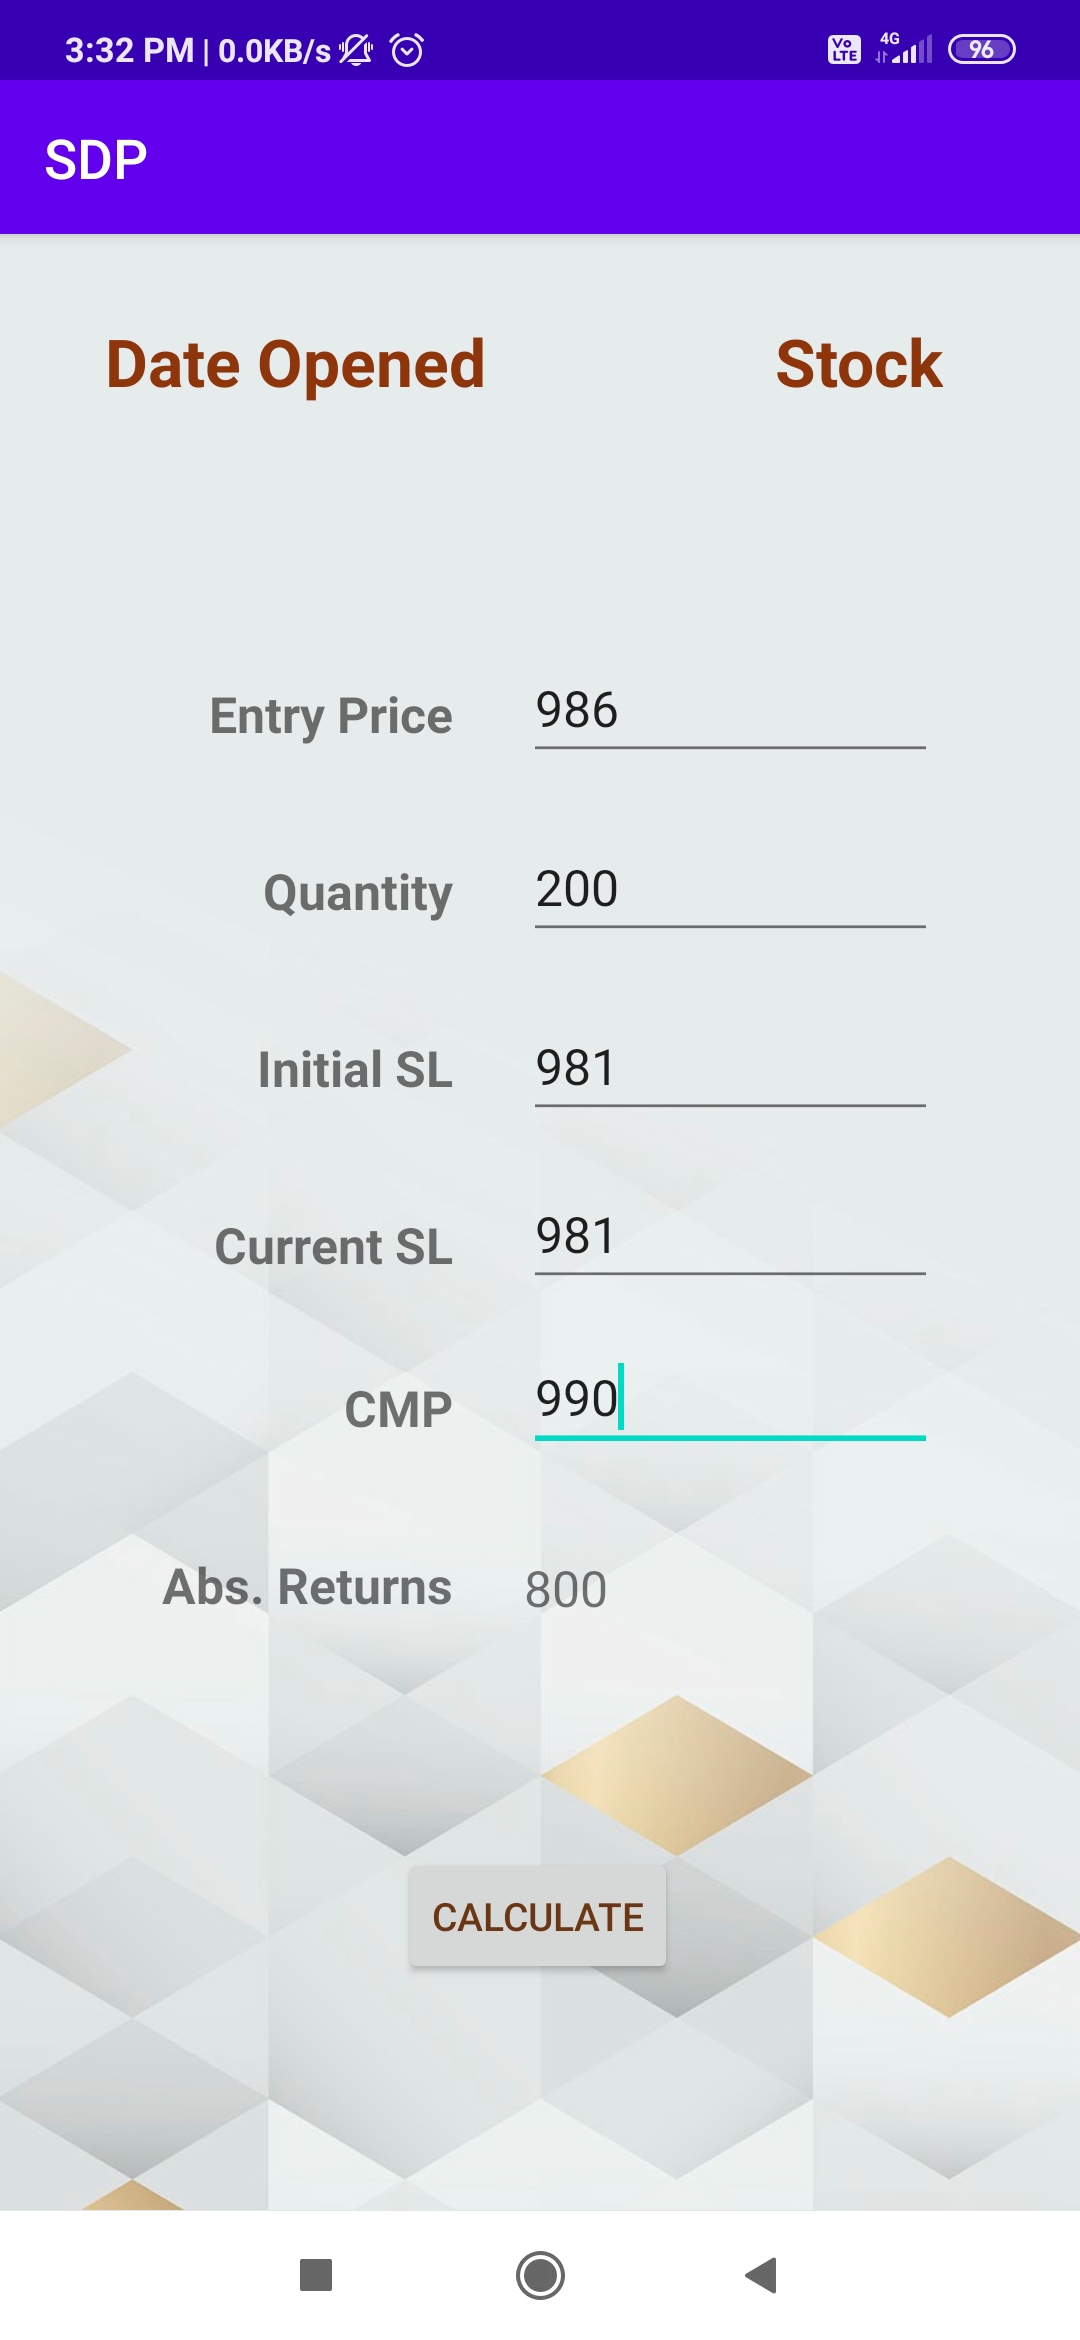 3:32 PM | 0.0KB/s Vo LTE 4G 96
SDP
Date Opened Stock
Entry Price 986
Quantity 200
Initial SL 981
Current SL 981
CMP 990
Abs. Returns 800
CALCULATE